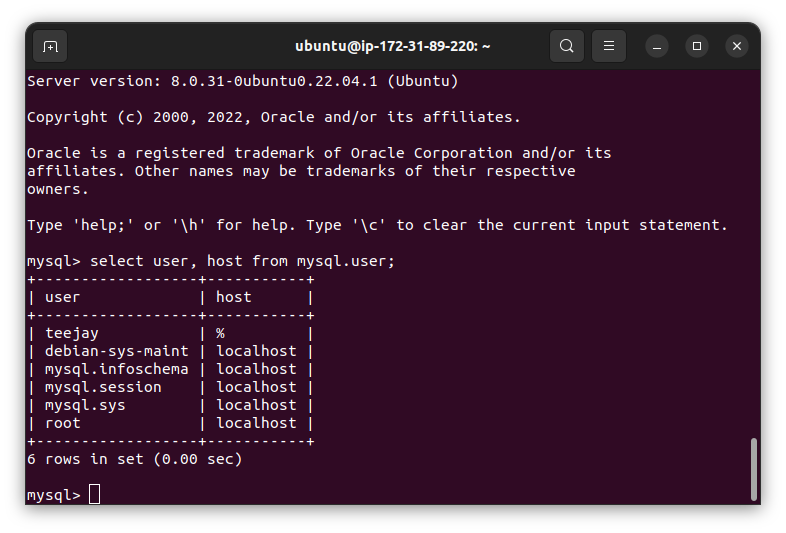 ubuntu@ip-172-31-89-220: ~
Server version: 8.0.31-0ubuntu0.22.04.1 (Ubuntu)
Copyright (c) 2000, 2022, Oracle and/or its affiliates.
Oracle is a registered trademark of Oracle Corporation and/or its
affiliates. Other names may be trademarks of their respective
owners.
Type 'help;' or '\h' for help. Type '\c' to clear the current input statement.
mysql> select user, host from mysql.user;
+------------------+-----------+
| user             | host      |
+------------------+-----------+
| teejay           | %         |
| debian-sys-maint | localhost |
| mysql.infoschema | localhost |
| mysql.session    | localhost |
| mysql.sys        | localhost |
| root             | localhost |
+------------------+-----------+
6 rows in set (0.00 sec)
mysql>